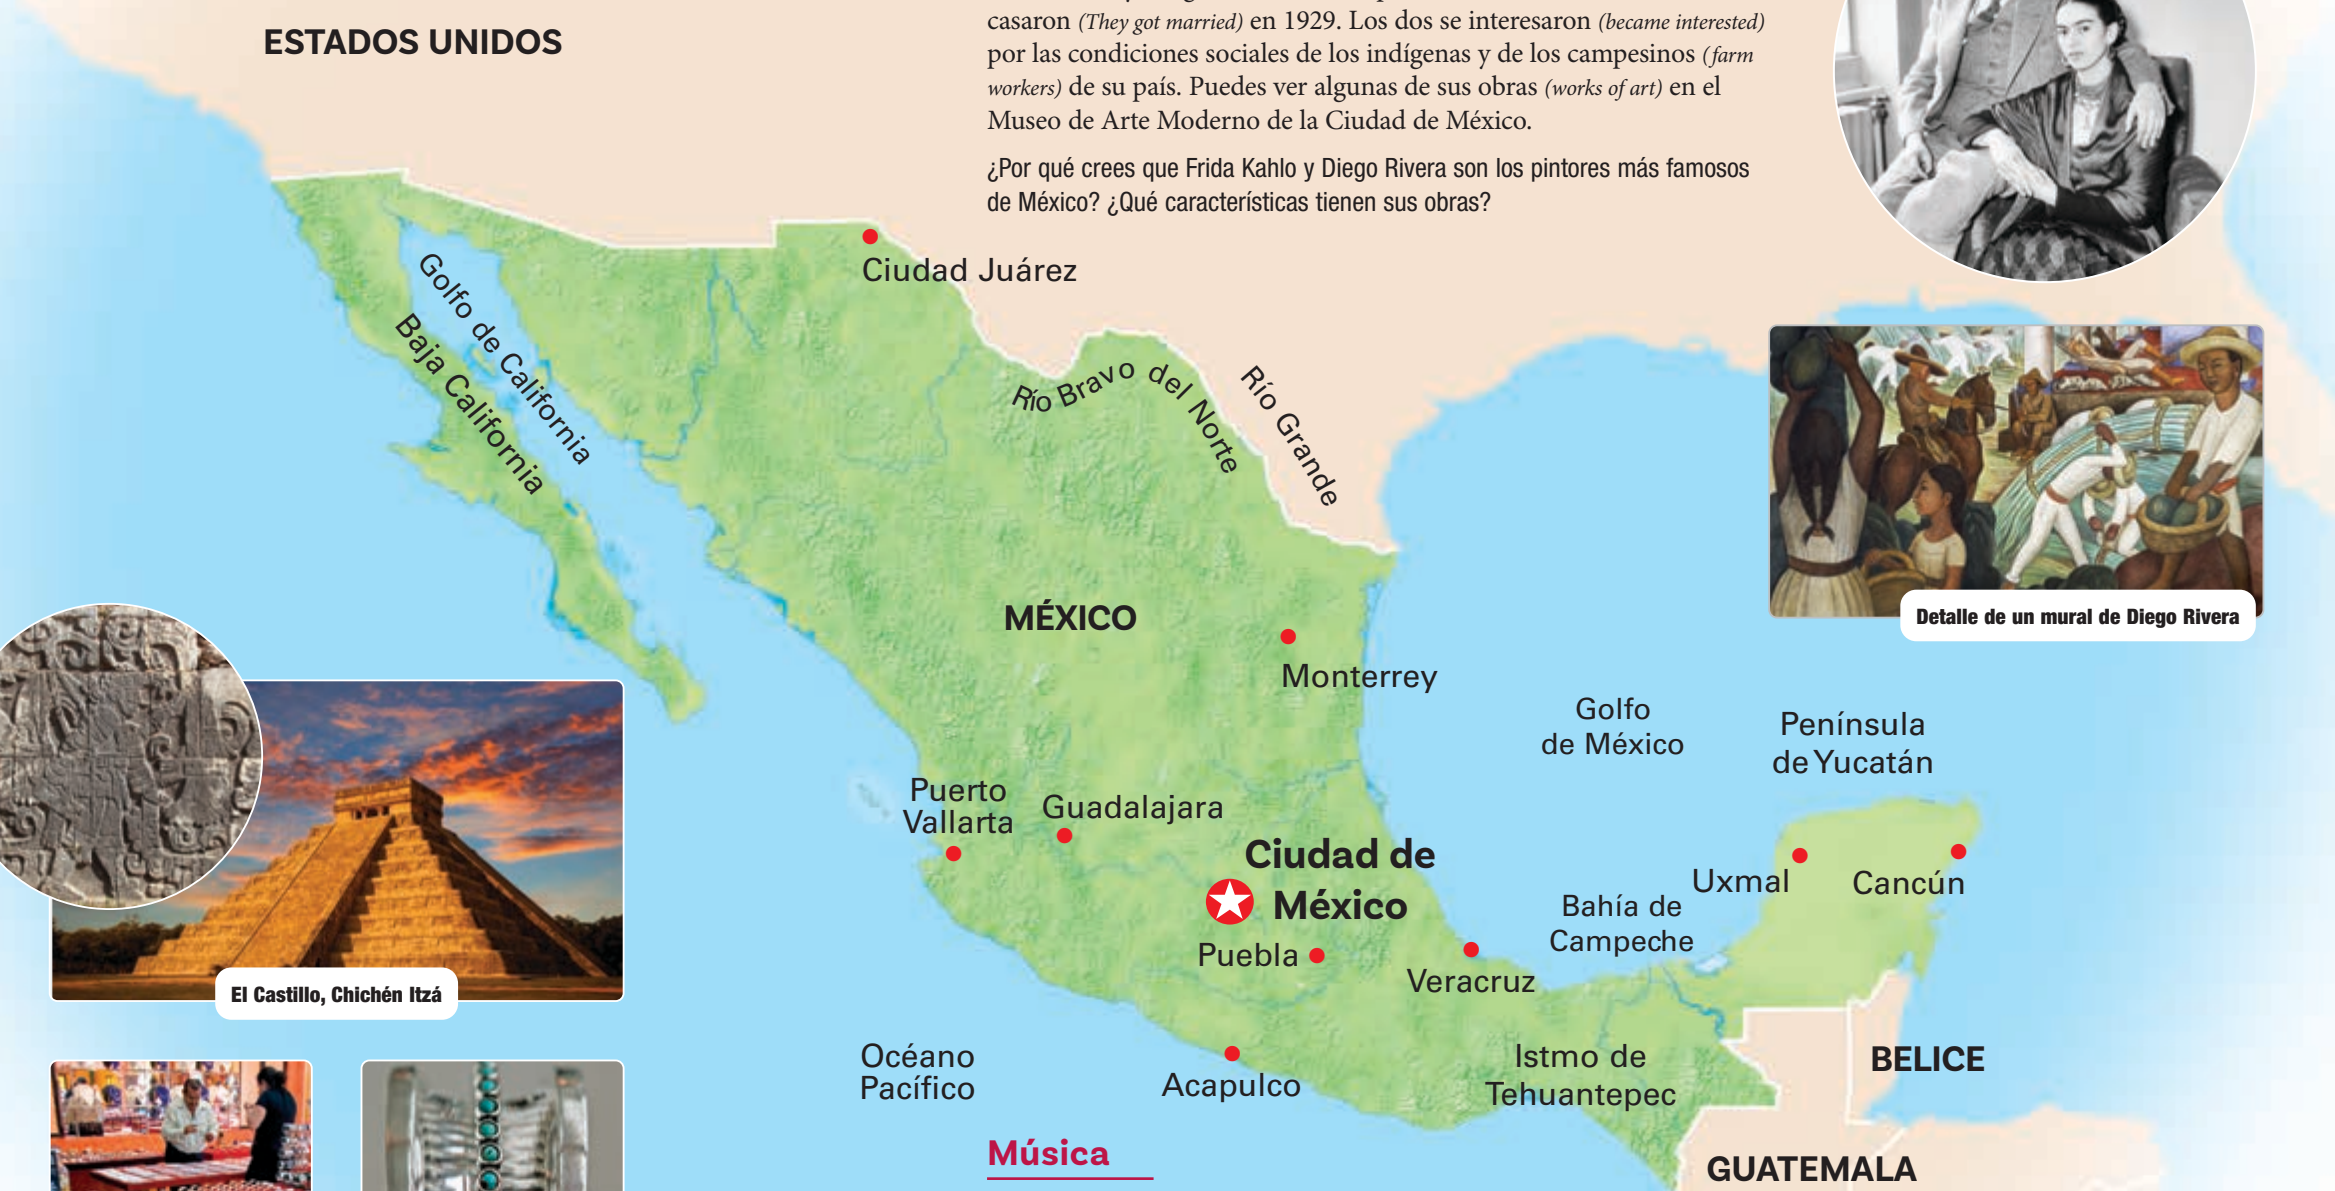 ESTADOS UNIDOS
casaron (They got married) en 1929. Los dos se interesaron (became interested)
por las condiciones sociales de los indígenas y de los campesinos (farm
workers) de su país. Puedes ver algunas de sus obras (works of art) en el
Museo de Arte Moderno de la Ciudad de México.
¿Por qué crees que Frida Kahlo y Diego Rivera son los pintores más famosos
de México? ¿Qué características tienen sus obras?
Ciudad Juárez
Golfo de California
Baja California
Río Bravo del Norte
Río Grande
MÉXICO
Monterrey
Detalle de un mural de Diego Rivera
Golfo
de México
Península
de Yucatán
Puerto
Vallarta
Guadalajara
Ciudad de
México
Puebla
Veracruz
Bahía de
Campeche
Uxmal
Cancún
El Castillo, Chichén Itzá
Océano
Pacífico
Acapulco
Istmo de
Tehuantepec
BELICE
GUATEMALA
Música